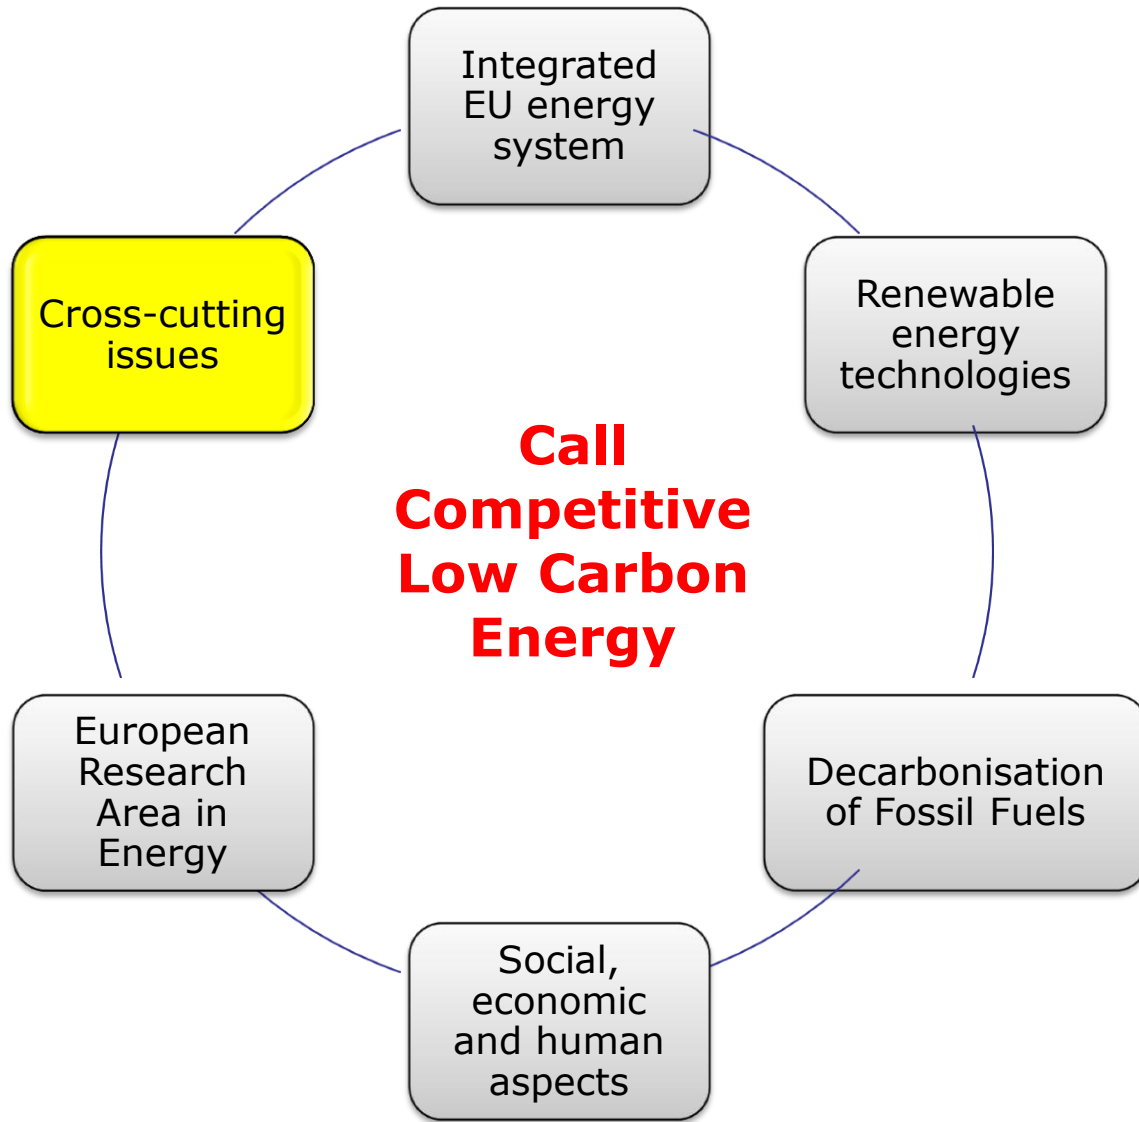 Integrated
EU energy
system
Renewable
energy
technologies
Decarbonisation
of Fossil Fuels
Social,
economic
and human
aspects
European
Research
Area in
Energy
Cross-cutting
issues
Call
Competitive
Low Carbon
Energy